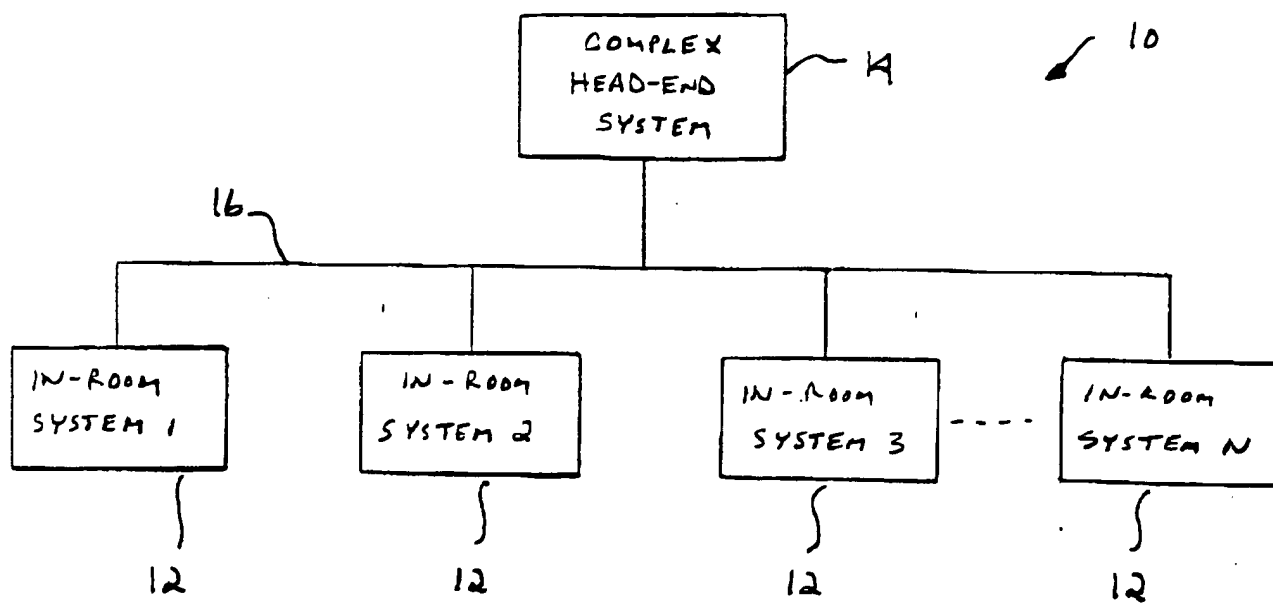 COMPLEX
HEAD-END
SYSTEM
14
10
16
IN-ROOM
SYSTEM 1
IN-ROOM
SYSTEM 2
IN-ROOM
SYSTEM 3
IN-ROOM
SYSTEM N
12
12
12
12